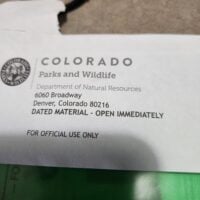 COLORADO
Parks and Wildlife
Department of Natural Resources
6060 Broadway
Denver, Colorado 80216
DATED MATERIAL - OPEN IMMEDIATELY
FOR OFFICIAL USE ONLY